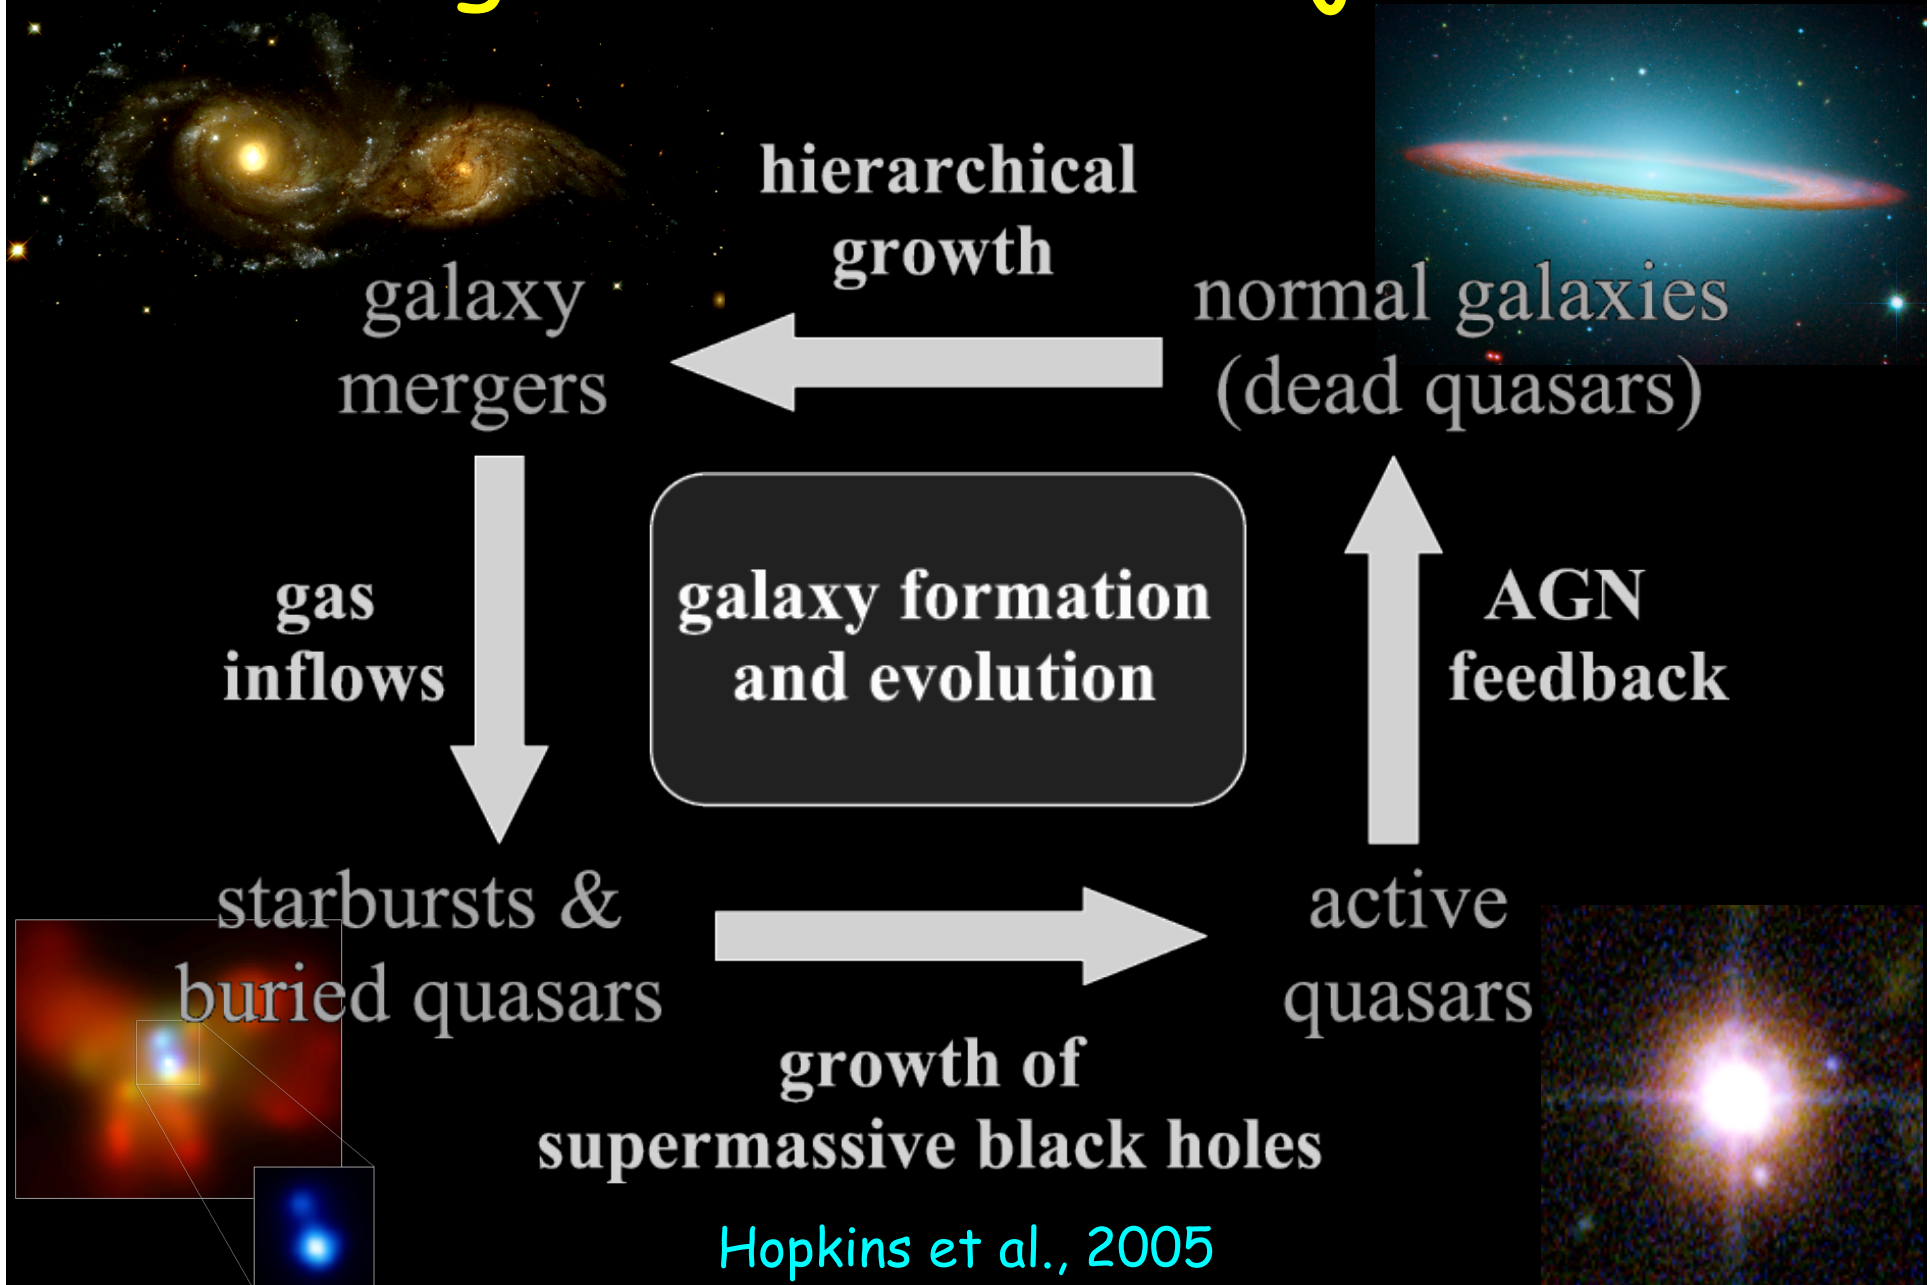 hierarchical
growth
galaxy
mergers
normal galaxies
(dead quasars)
gas
inflows
galaxy formation
and evolution
AGN
feedback
starbursts &
buried quasars
active
quasars
growth of
supermassive black holes
Hopkins et al., 2005